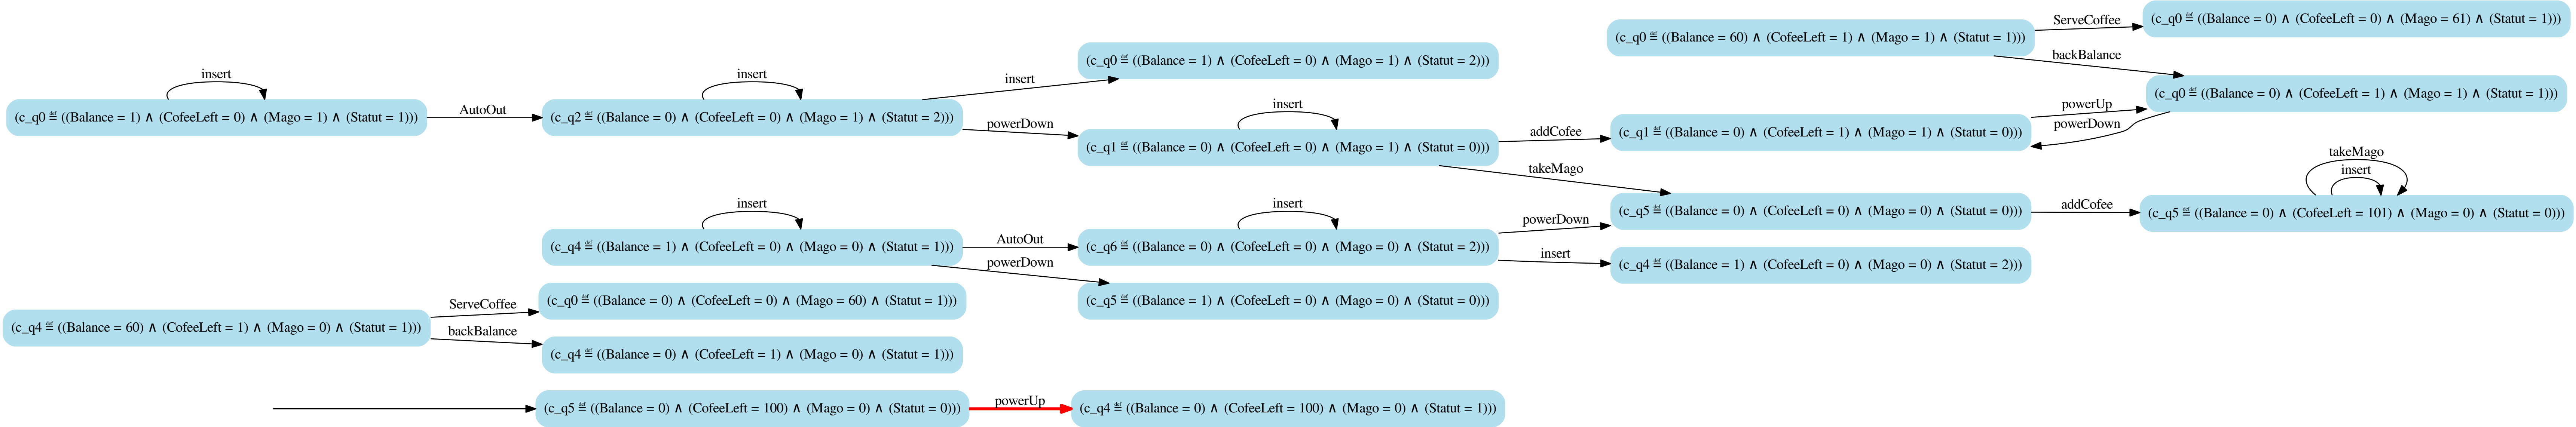 ServeCoffee
(c_q0 ≝ ((Balance = 0) ∧ (CofeeLeft = 0) ∧ (Mago = 61) ∧ (Statut = 1)))
(c_q0 ≝ ((Balance = 60) ∧ (CofeeLeft = 1) ∧ (Mago = 1) ∧ (Statut = 1)))
backBalance
(c_q0 ≝ ((Balance = 1) ∧ (CofeeLeft = 0) ∧ (Mago = 1) ∧ (Statut = 2)))
insert
insert
insert
(c_q0 ≝ ((Balance = 0) ∧ (CofeeLeft = 1) ∧ (Mago = 1) ∧ (Statut = 1)))
insert
powerUp
AutoOut
(c_q0 ≝ ((Balance = 1) ∧ (CofeeLeft = 0) ∧ (Mago = 1) ∧ (Statut = 1)))
(c_q2 ≝ ((Balance = 0) ∧ (CofeeLeft = 0) ∧ (Mago = 1) ∧ (Statut = 2)))
powerDown
addCofee
(c_q1 ≝ ((Balance = 0) ∧ (CofeeLeft = 1) ∧ (Mago = 1) ∧ (Statut = 0)))
powerDown
(c_q1 ≝ ((Balance = 0) ∧ (CofeeLeft = 0) ∧ (Mago = 1) ∧ (Statut = 0)))
takeMago
takeMago
insert
insert
insert
(c_q5 ≝ ((Balance = 0) ∧ (CofeeLeft = 0) ∧ (Mago = 0) ∧ (Statut = 0)))
addCofee
(c_q5 ≝ ((Balance = 0) ∧ (CofeeLeft = 101) ∧ (Mago = 0) ∧ (Statut = 0)))
powerDown
(c_q4 ≝ ((Balance = 1) ∧ (CofeeLeft = 0) ∧ (Mago = 0) ∧ (Statut = 1)))
AutoOut
(c_q6 ≝ ((Balance = 0) ∧ (CofeeLeft = 0) ∧ (Mago = 0) ∧ (Statut = 2)))
insert
powerDown
(c_q4 ≝ ((Balance = 1) ∧ (CofeeLeft = 0) ∧ (Mago = 0) ∧ (Statut = 2)))
ServeCoffee
(c_q0 ≝ ((Balance = 0) ∧ (CofeeLeft = 0) ∧ (Mago = 60) ∧ (Statut = 1)))
(c_q5 ≝ ((Balance = 1) ∧ (CofeeLeft = 0) ∧ (Mago = 0) ∧ (Statut = 0)))
(c_q4 ≝ ((Balance = 60) ∧ (CofeeLeft = 1) ∧ (Mago = 0) ∧ (Statut = 1)))
backBalance
(c_q4 ≝ ((Balance = 0) ∧ (CofeeLeft = 1) ∧ (Mago = 0) ∧ (Statut = 1)))
(c_q5 ≝ ((Balance = 0) ∧ (CofeeLeft = 100) ∧ (Mago = 0) ∧ (Statut = 0)))
powerUp
(c_q4 ≝ ((Balance = 0) ∧ (CofeeLeft = 100) ∧ (Mago = 0) ∧ (Statut = 1)))